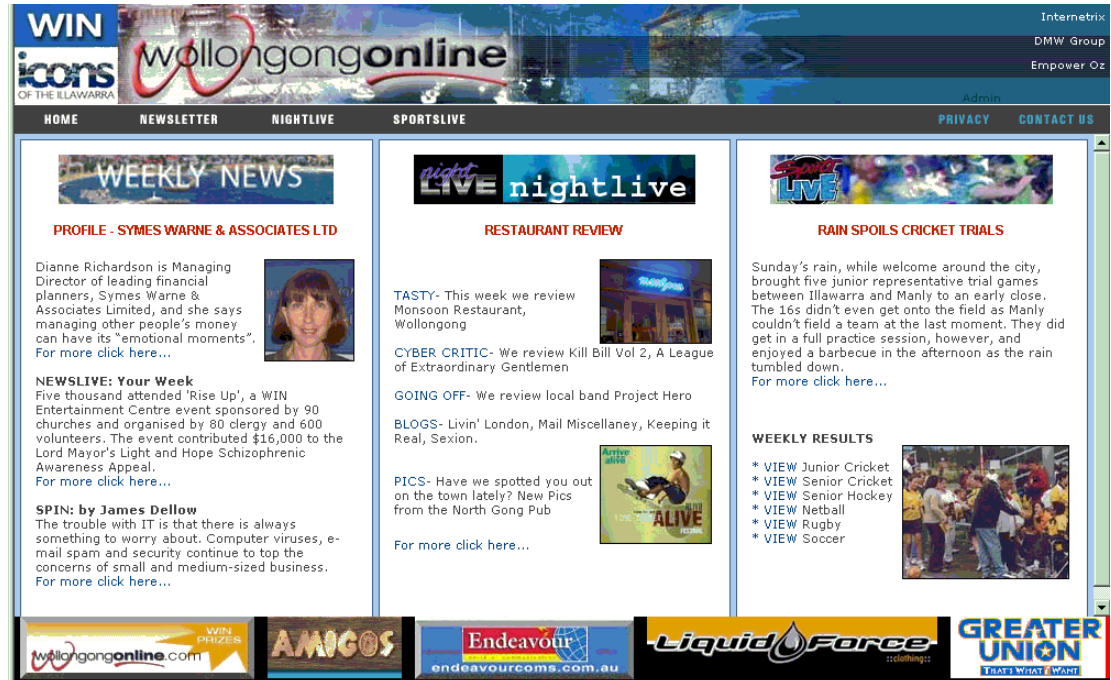 WIN
icons
OF THE ILLAWARRA
wollongongonline
Internetrix
DMW Group
Empower Oz
Admin
HOME NEWSLETTER NIGHTLIVE SPORTSLIVE PRIVACY CONTACT US
WEEKLY NEWS
PROFILE - SYMES WARNE & ASSOCIATES LTD
Dianne Richardson is Managing
Director of leading financial
planners, Symes Warne &
Associates Limited, and she says
managing other people's money
can have its "emotional moments".
For more click here...
NEWSLIVE: Your Week
Five thousand attended 'Rise Up', a WIN
Entertainment Centre event sponsored by 90
churches and organised by 80 clergy and 600
volunteers. The event contributed $16,000 to the
Lord Mayor's Light and Hope Schizophrenic
Awareness Appeal.
For more click here...
SPIN: by James Dellow
The trouble with IT is that there is always
something to worry about. Computer viruses, e-
mail spam and security continue to top the
concerns of small and medium-sized business.
For more click here...
night LIVE nightlive
RESTAURANT REVIEW
TASTY- This week we review
Monsoon Restaurant,
Wollongong
CYBER CRITIC- We review Kill Bill Vol 2, A League
of Extraordinary Gentlemen
GOING OFF- We review local band Project Hero
BLOGS- Livin' London, Mail Miscellaney, Keeping it
Real, Sexion.
PICS- Have we spotted you out
on the town lately? New Pics
from the North Gong Pub
Arrive
alive
ALIVE
For more click here...
Sports LIVE
RAIN SPOILS CRICKET TRIALS
Sunday's rain, while welcome around the city,
brought five junior representative trial games
between Illawarra and Manly to an early close.
The 16s didn't even get onto the field as Manly
couldn't field a team at the last moment. They did
get in a full practice session, however, and
enjoyed a barbecue in the afternoon as the rain
tumbled down.
For more click here...
WEEKLY RESULTS
* VIEW Junior Cricket
* VIEW Senior Cricket
* VIEW Senior Hockey
* VIEW Netball
* VIEW Rugby
* VIEW Soccer
WIN
PRIZES
wollongongonline.com
AMIGOS
Endeavour
endeavourcoms.com.au
Liquid Force
::clothing::
GREATER
UNION
THAT'S WHAT I WANT